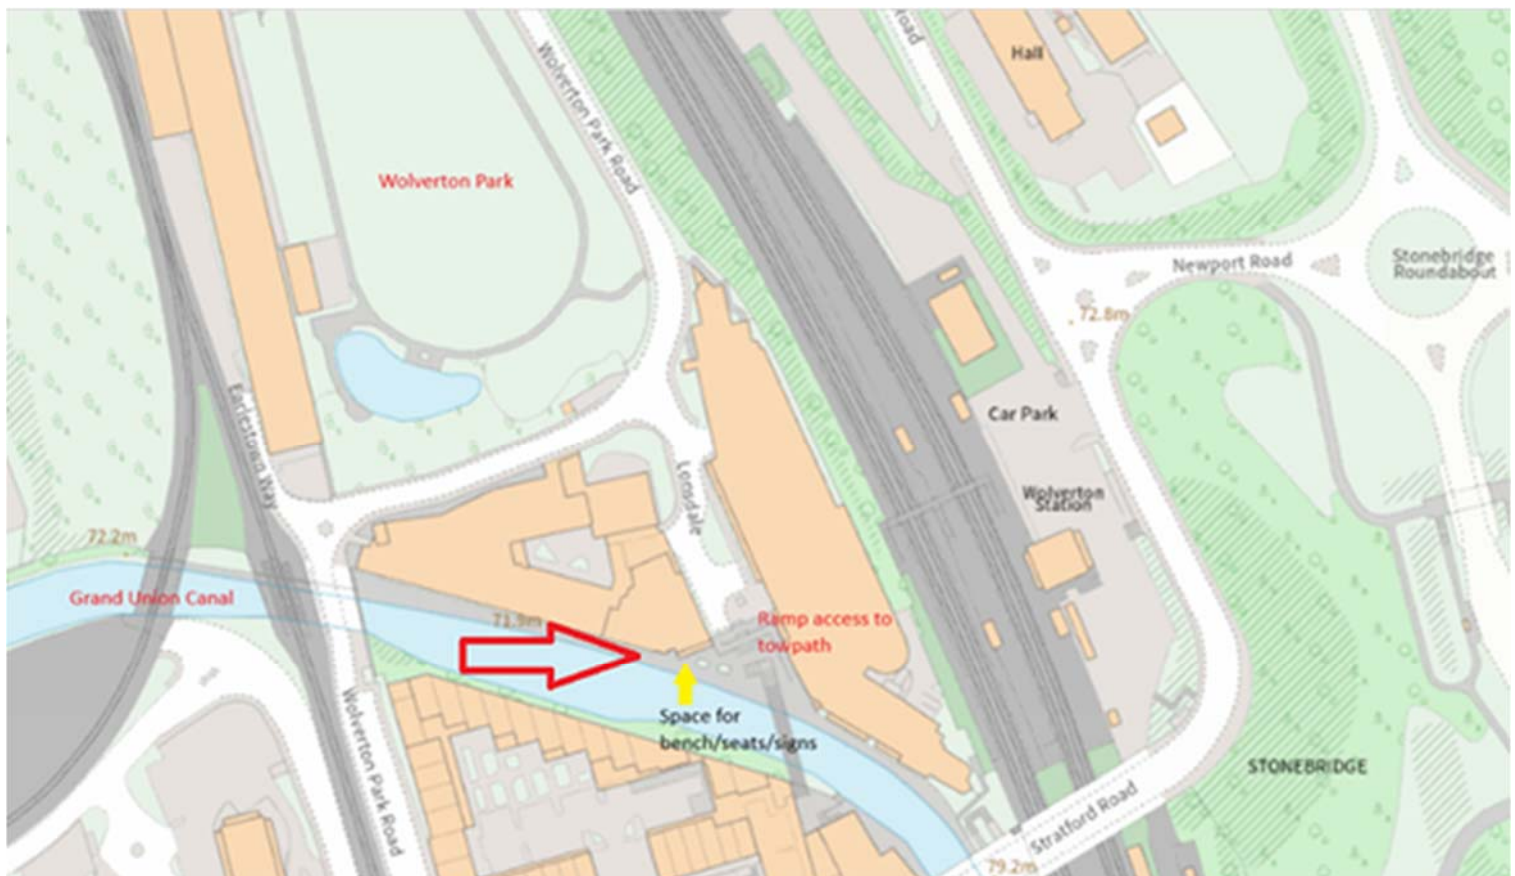 Road
Hall
Wolverton Park Road
Wolverton Park
Newport Road
Stonebridge
Roundabout
72.8m
Earlestown Way
Car Park
Lonsdale
Wolverton
Station
72.2m
Grand Union Canal
71.9m
Ramp access to
towpath
Space for
bench/seats/signs
Wolverton Park Road
STONEBRIDGE
Stratford Road
79.2m